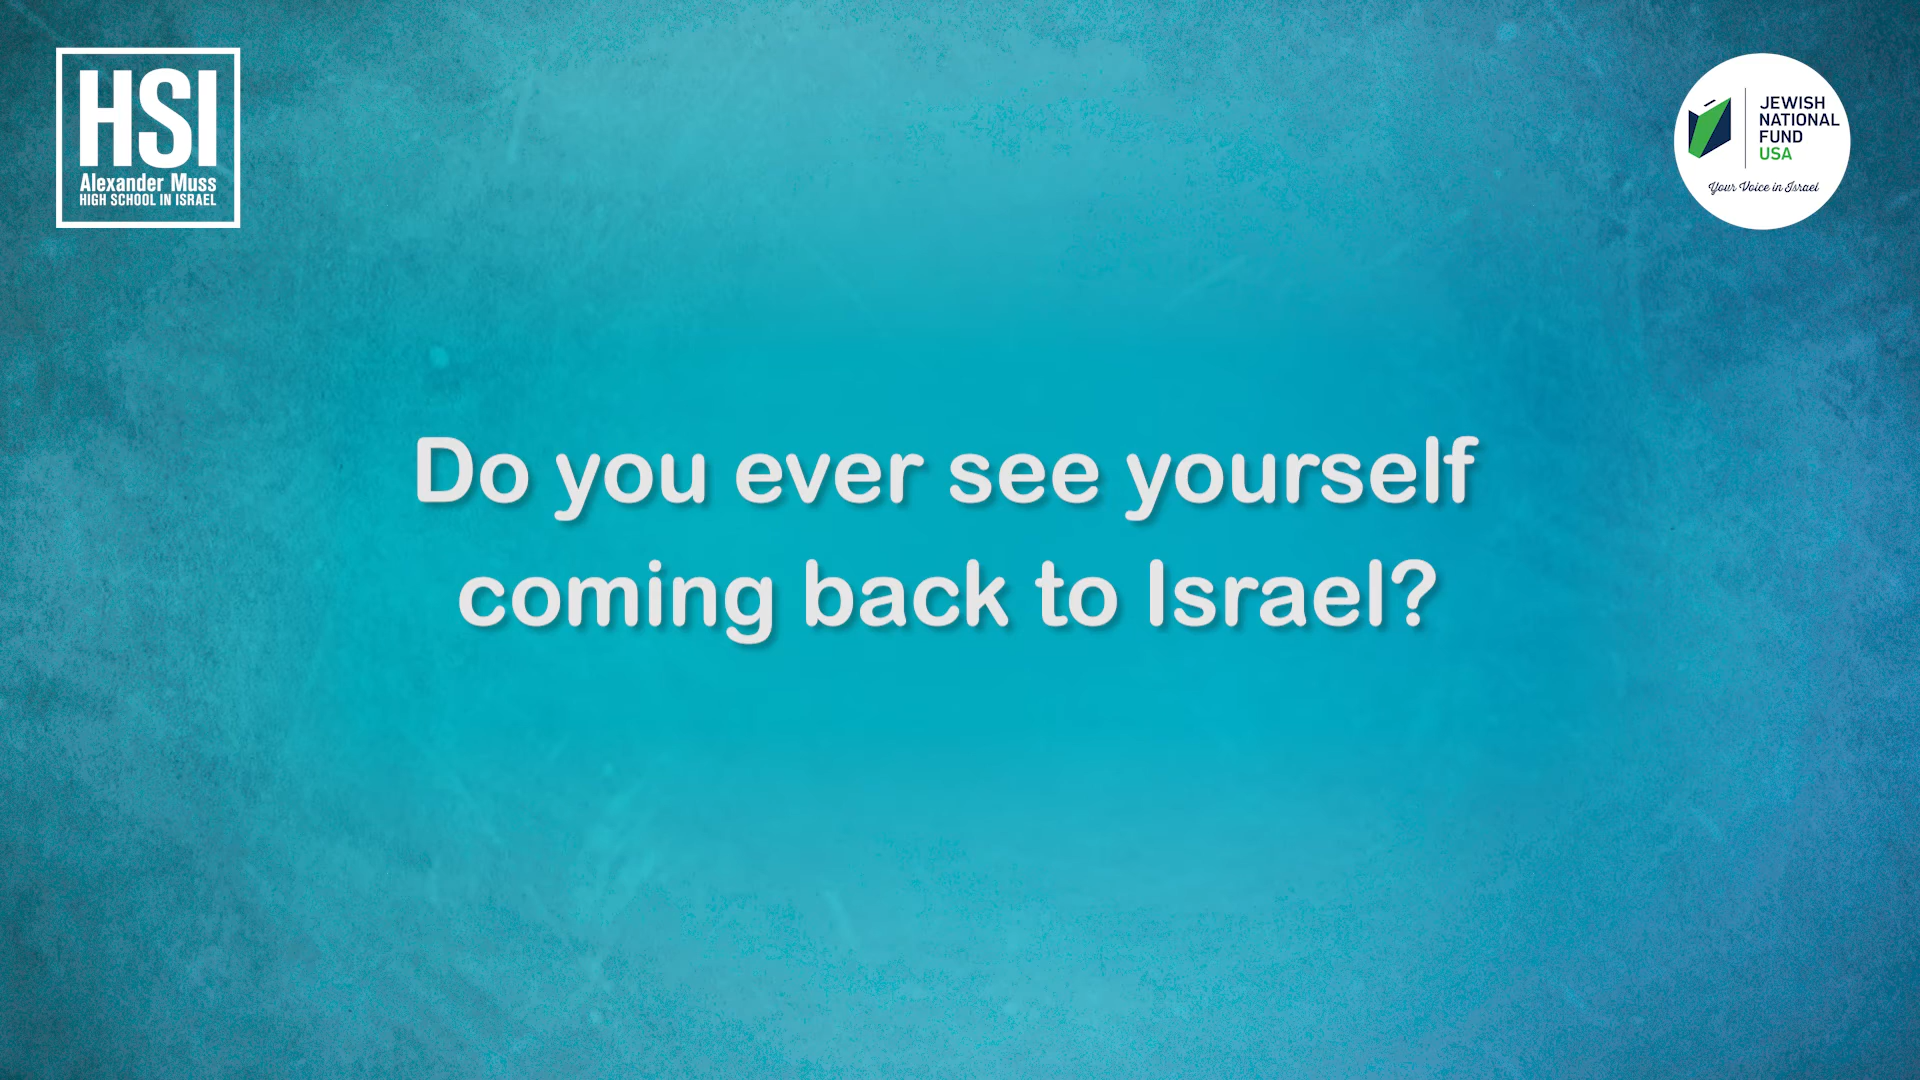 HSI
Alexander Muss
HIGH SCHOOL IN ISRAEL
JEWISH
NATIONAL
FUND
USA
Your Voice in Israel
Do you ever see yourself
coming back to Israel?